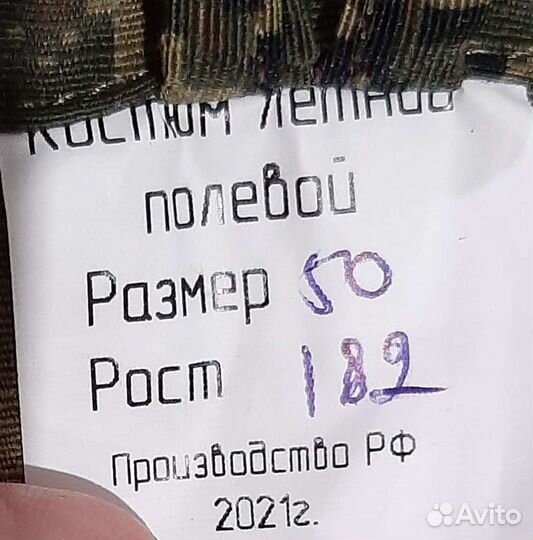 Костюм летний
полевой
Размер 50
Рост 182
Производство РФ
2021г.
Avito